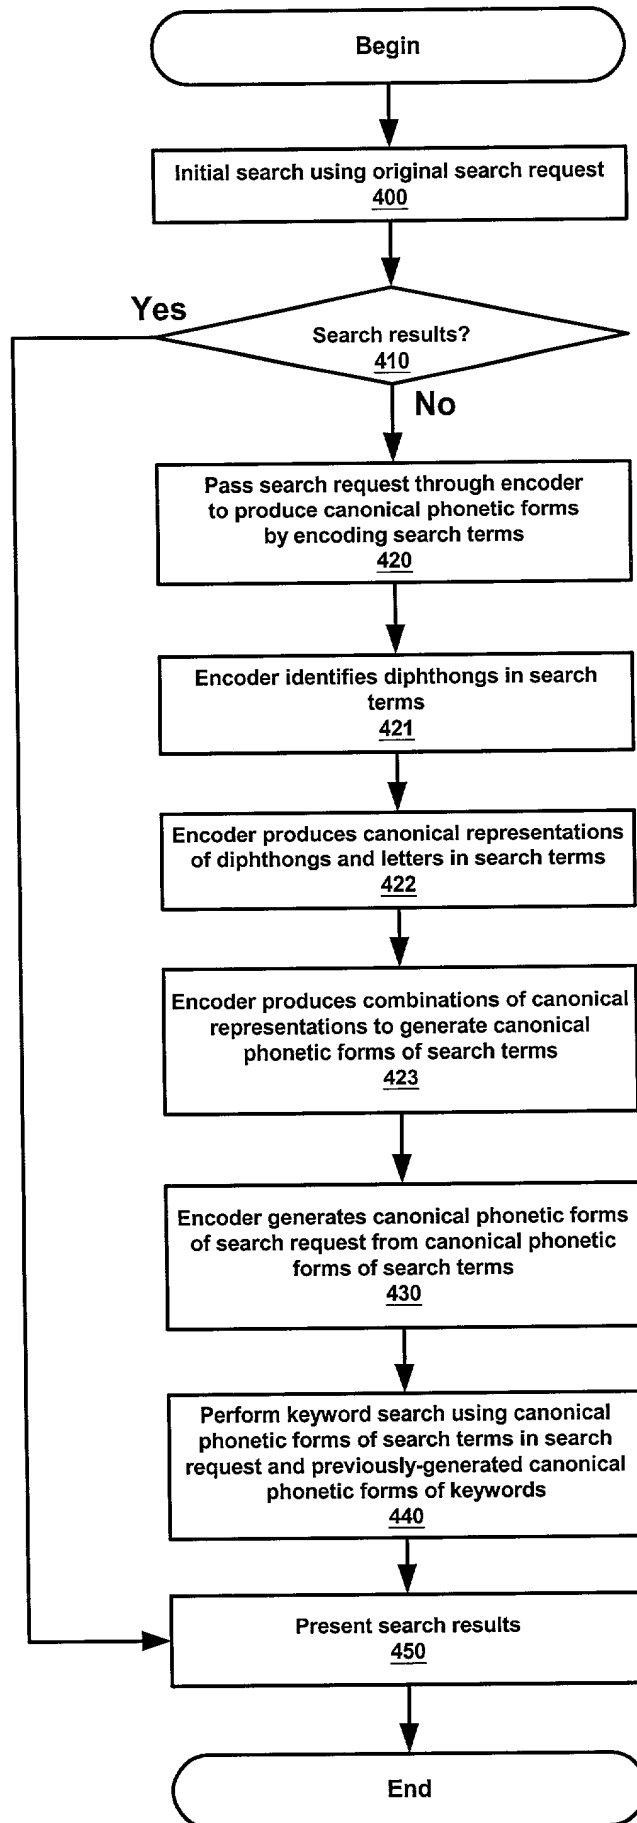 Begin
Initial search using original search request
400
Yes
Search results?
410
No
Pass search request through encoder
to produce canonical phonetic forms
by encoding search terms
420
Encoder identifies diphthongs in search
terms
421
Encoder produces canonical representations
of diphthongs and letters in search terms
422
Encoder produces combinations of canonical
representations to generate canonical
phonetic forms of search terms
423
Encoder generates canonical phonetic forms
of search request from canonical phonetic
forms of search terms
430
Perform keyword search using canonical
phonetic forms of search terms in search
request and previously-generated canonical
phonetic forms of keywords
440
Present search results
450
End